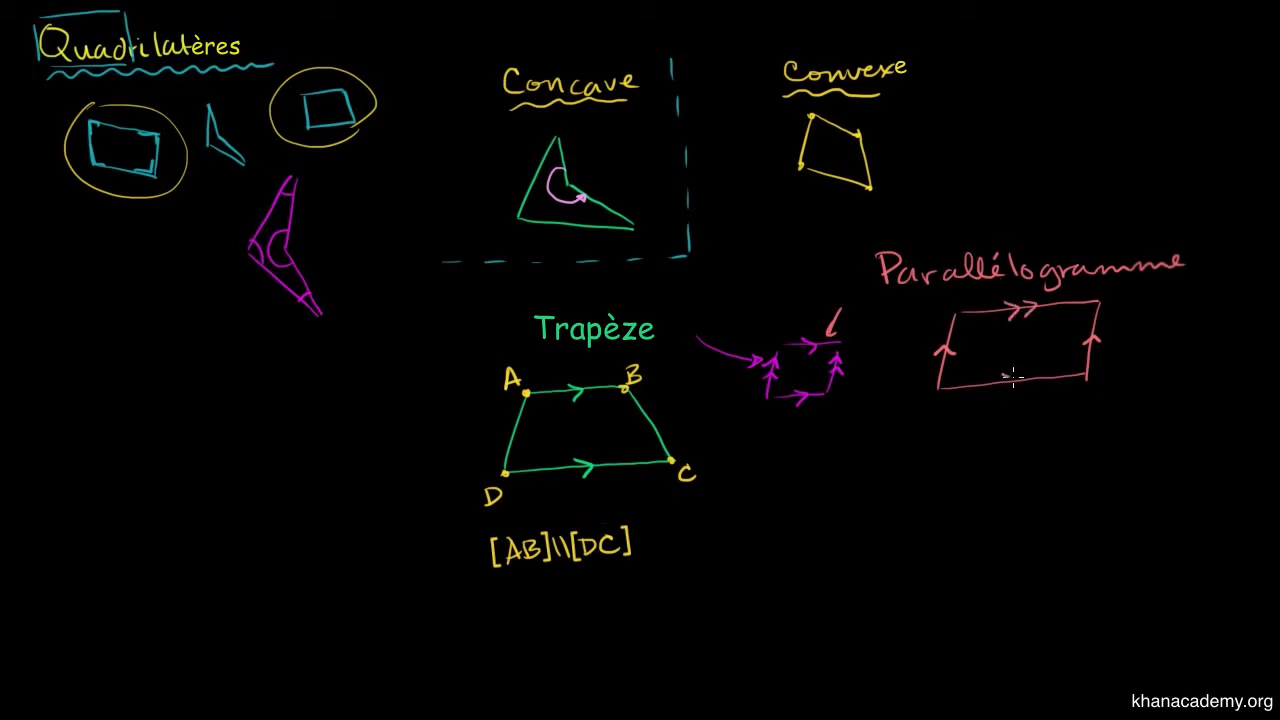 Quadrilatères
Concave
Convexe
Parallélogramme
Trapèze
A
B
D
C
[AB]\\[DC]
khanacademy.org